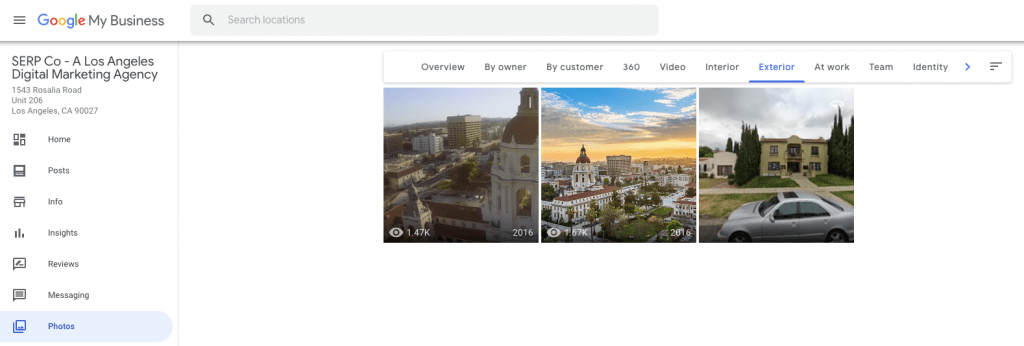 Google My Business
Search locations
SERP Co - A Los Angeles
Digital Marketing Agency
1543 Rosalia Road
Unit 206
Los Angeles, CA 90027
Home
Posts
Info
Insights
Reviews
Messaging
Photos
Overview By owner By customer 360 Video Interior Exterior At work Team Identity
1.47K 2016 1.67K 2016